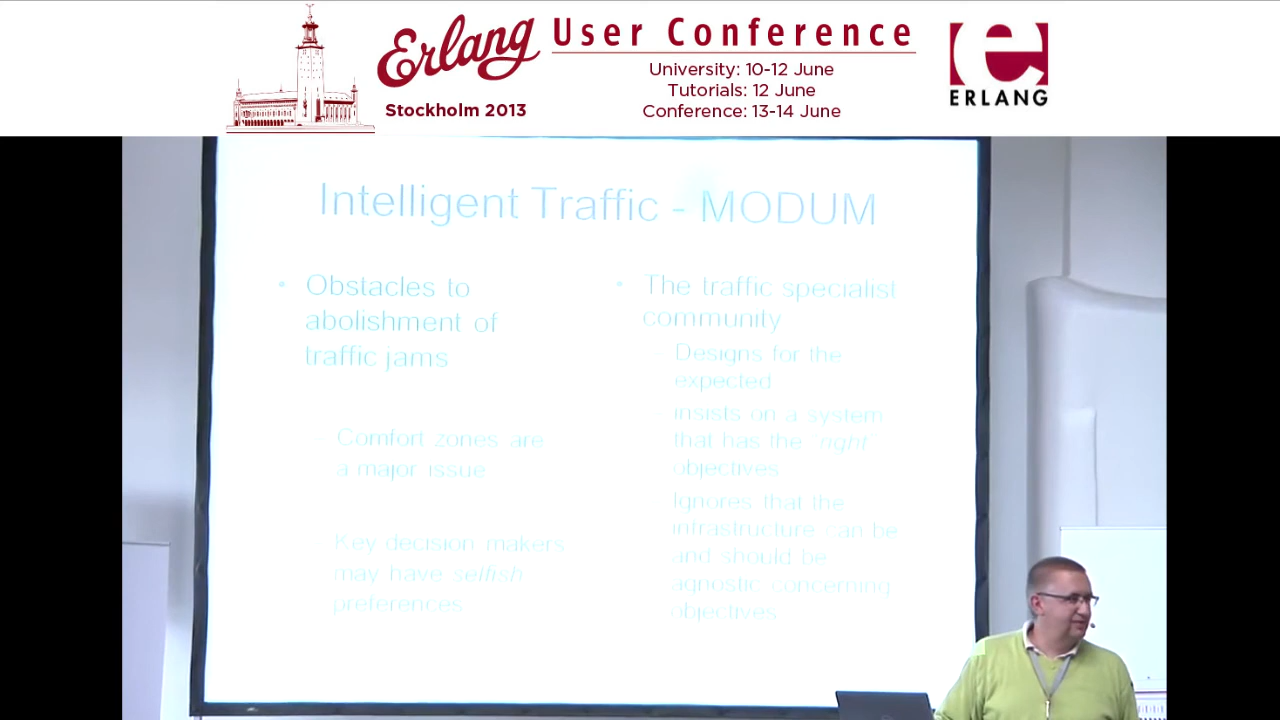 Erlang User Conference
Stockholm 2013
University: 10-12 June
Tutorials: 12 June
Conference: 13-14 June
e
ERLANG
Intelligent Traffic - MODUM
• Obstacles to
abolishment of
traffic jams
– Comfort zones are
a major issue
Key decision makers
may have selfish
preferences
• The traffic specialist
community
– Designs for the
expected
– insists on a system
that has the "right"
objectives
Ignores that the
infrastructure can be
and should be
agnostic concerning
objectives